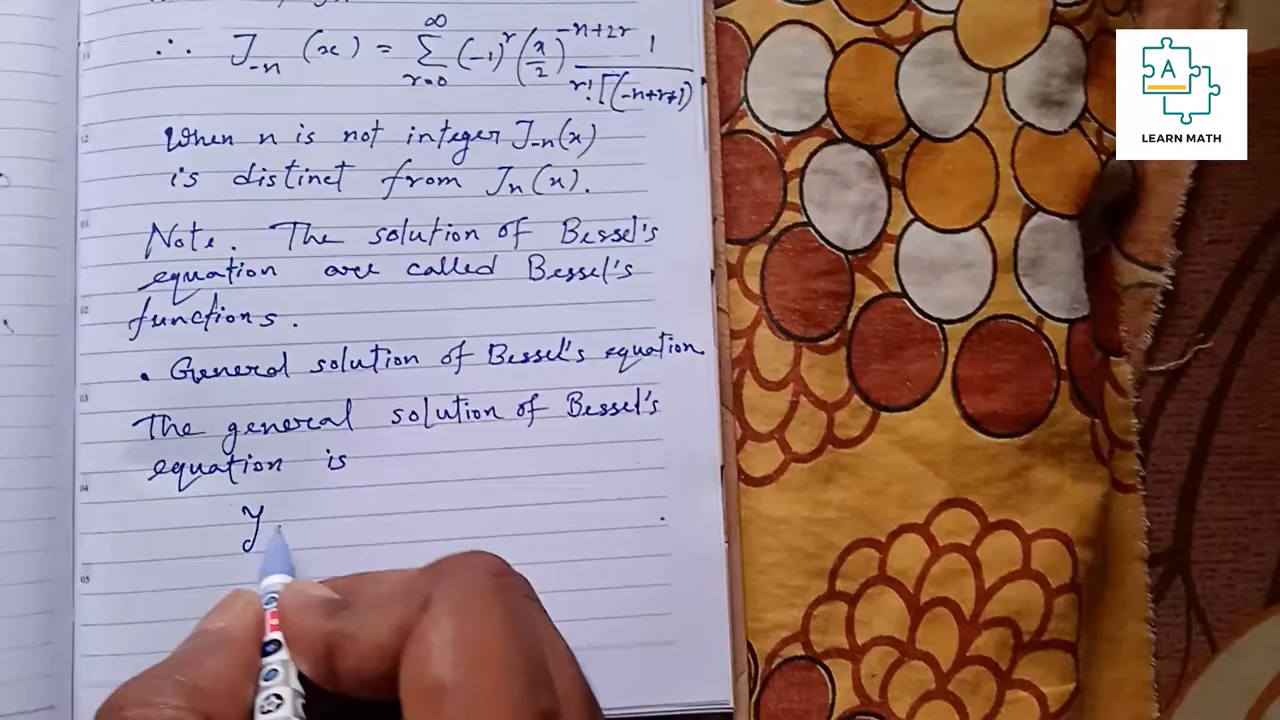 ∴ J₋ₙ(x) = ∑_{r=0}^{∞} (-1)^r (x/2)^{-n+2r} 1/(r! Γ(-n+r+1))
When n is not integer J₋ₙ(x)
is distinct from Jₙ(x).
Note. The solution of Bessel's
equation are called Bessel's
functions.
. General solution of Bessel's equation.
The general solution of Bessel's
equation is
y
A
LEARN MATH